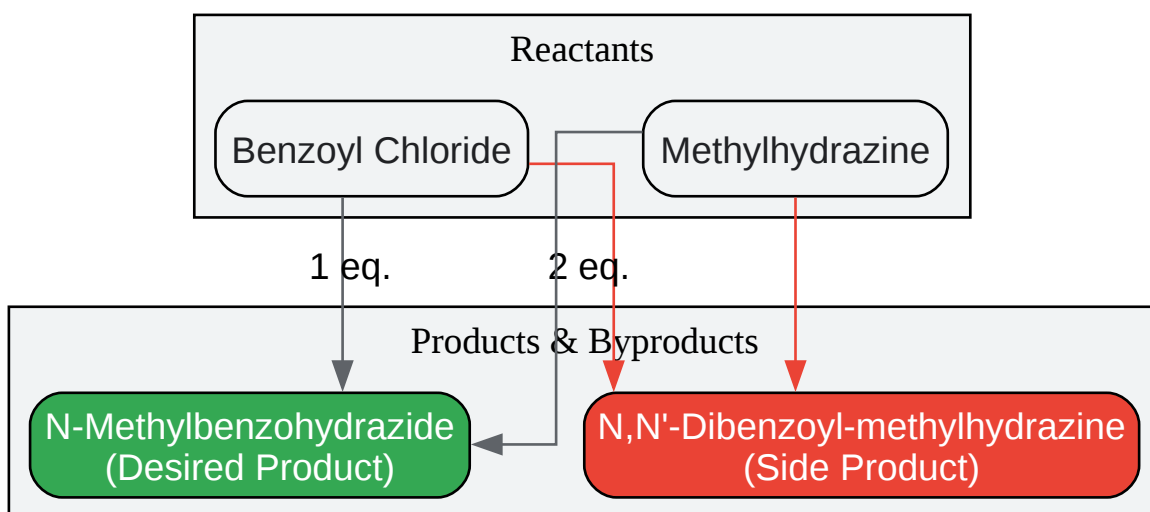 Reactants
Benzoyl Chloride
Methylhydrazine
1 eq.
2 eq.
Products & Byproducts
N-Methylbenzohydrazide
(Desired Product)
N,N'-Dibenzoyl-methylhydrazine
(Side Product)